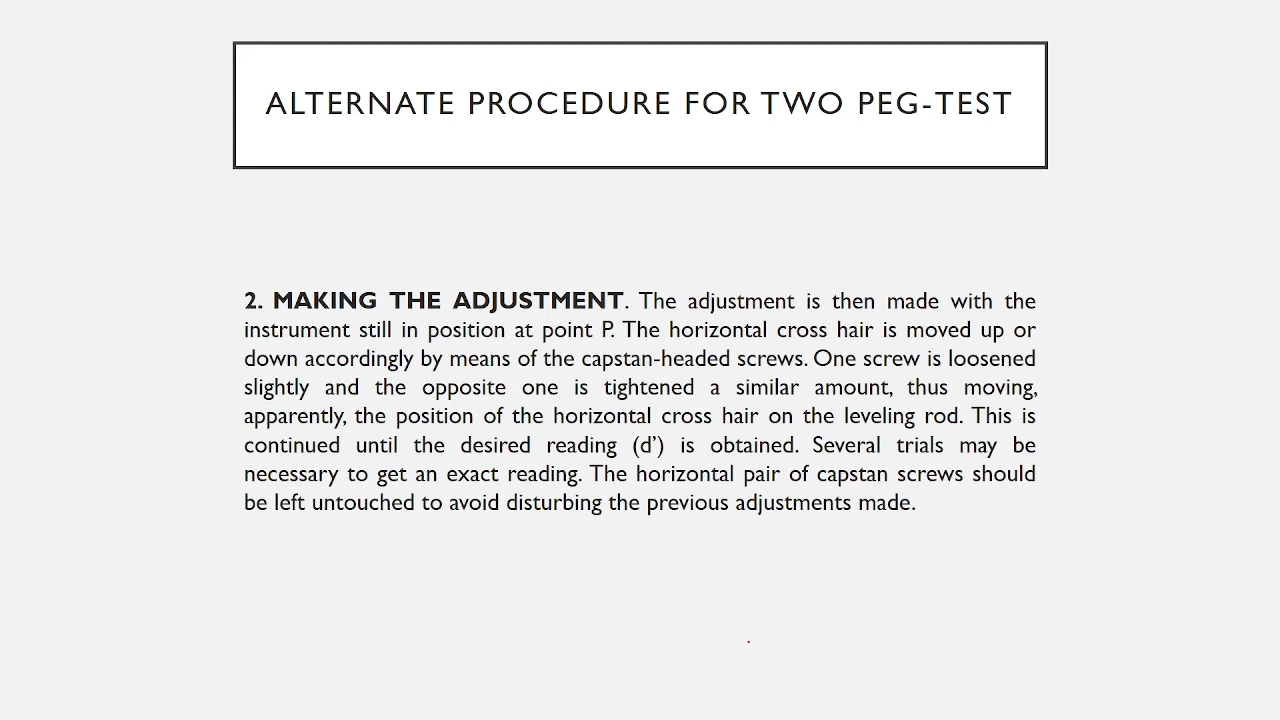 ALTERNATE PROCEDURE FOR TWO PEG-TEST
2. MAKING THE ADJUSTMENT. The adjustment is then made with the
instrument still in position at point P. The horizontal cross hair is moved up or
down accordingly by means of the capstan-headed screws. One screw is loosened
slightly and the opposite one is tightened a similar amount, thus moving,
apparently, the position of the horizontal cross hair on the leveling rod. This is
continued until the desired reading (d’) is obtained. Several trials may be
necessary to get an exact reading. The horizontal pair of capstan screws should
be left untouched to avoid disturbing the previous adjustments made.